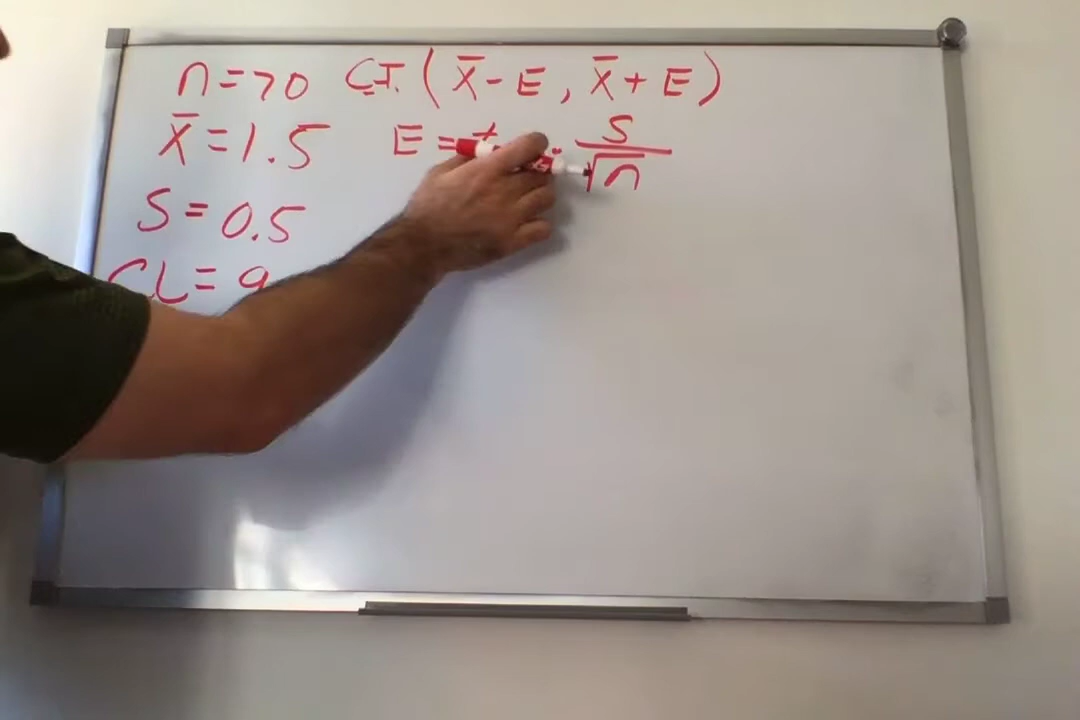 n=70 C.I. ( x̄ - E , x̄ + E )
x̄ = 1.5 E = t · s/√n
s = 0.5
CL = 9